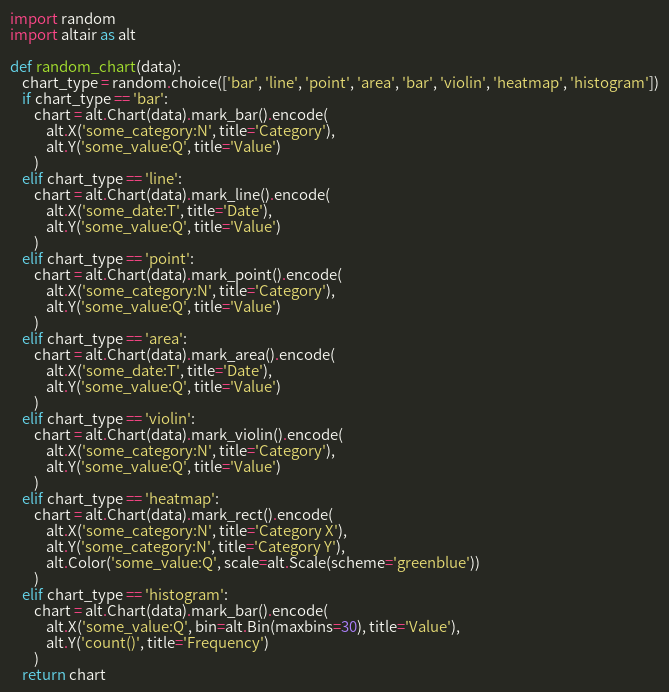 import random
import altair as alt

def random_chart(data):
    chart_type = random.choice(['bar', 'line', 'point', 'area', 'bar', 'violin', 'heatmap', 'histogram'])
    if chart_type == 'bar':
        chart = alt.Chart(data).mark_bar().encode(
            alt.X('some_category:N', title='Category'),
            alt.Y('some_value:Q', title='Value')
        )
    elif chart_type == 'line':
        chart = alt.Chart(data).mark_line().encode(
            alt.X('some_date:T', title='Date'),
            alt.Y('some_value:Q', title='Value')
        )
    elif chart_type == 'point':
        chart = alt.Chart(data).mark_point().encode(
            alt.X('some_category:N', title='Category'),
            alt.Y('some_value:Q', title='Value')
        )
    elif chart_type == 'area':
        chart = alt.Chart(data).mark_area().encode(
            alt.X('some_date:T', title='Date'),
            alt.Y('some_value:Q', title='Value')
        )
    elif chart_type == 'violin':
        chart = alt.Chart(data).mark_violin().encode(
            alt.X('some_category:N', title='Category'),
            alt.Y('some_value:Q', title='Value')
        )
    elif chart_type == 'heatmap':
        chart = alt.Chart(data).mark_rect().encode(
            alt.X('some_category:N', title='Category X'),
            alt.Y('some_category:N', title='Category Y'),
            alt.Color('some_value:Q', scale=alt.Scale(scheme='greenblue'))
        )
    elif chart_type == 'histogram':
        chart = alt.Chart(data).mark_bar().encode(
            alt.X('some_value:Q', bin=alt.Bin(maxbins=30), title='Value'),
            alt.Y('count()', title='Frequency')
        )
    return chart